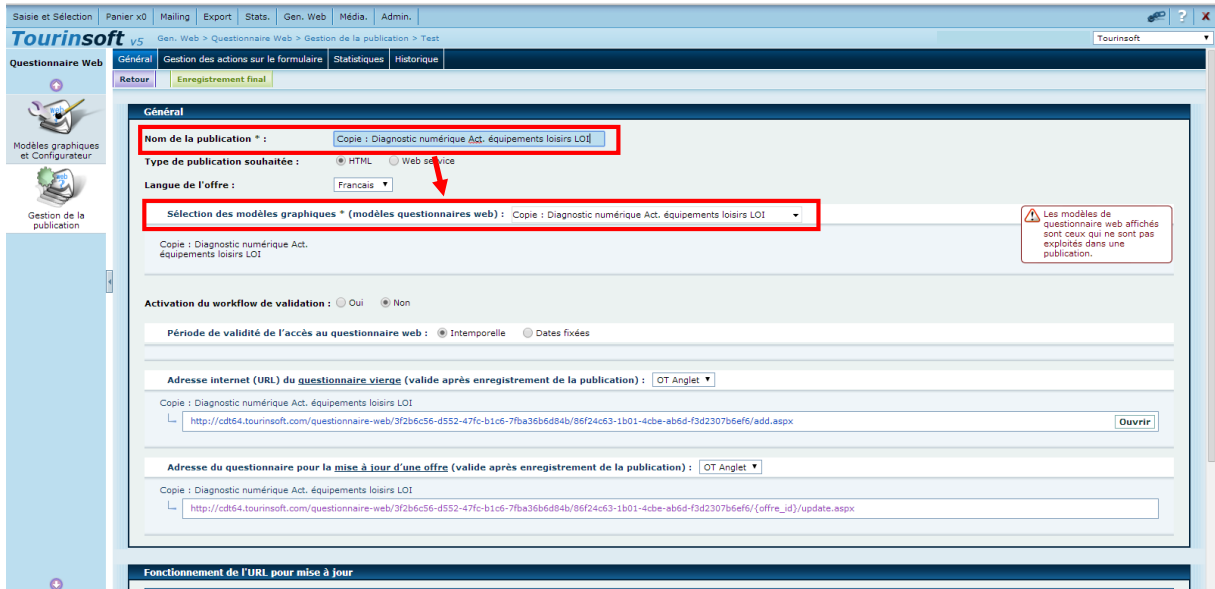 Saisie et Sélection Panier x0 Mailing Export Stats. Gen. Web Média. Admin. ? X
Tourinsoft v5 Gen. Web > Questionnaire Web > Gestion de la publication > Test Tourinsoft
Questionnaire Web Général Gestion des actions sur le formulaire Statistiques Historique
Retour Enregistrement final
Modèles graphiques
et Configurateur
Gestion de la
publication
Général
Nom de la publication * : Copie : Diagnostic numérique Act. équipements loisirs LOI
Type de publication souhaitée : HTML Web service
Langue de l'offre : Francais
Sélection des modèles graphiques * (modèles questionnaires web) : Copie : Diagnostic numérique Act. équipements loisirs LOI
Les modèles de
questionnaire web affichés
sont ceux qui ne sont pas
exploités dans une
publication.
Copie : Diagnostic numérique Act.
équipements loisirs LOI
Activation du workflow de validation : Oui Non
Période de validité de l'accès au questionnaire web : Intemporelle Dates fixées
Adresse internet (URL) du questionnaire vierge (valide après enregistrement de la publication) : OT Anglet
Copie : Diagnostic numérique Act. équipements loisirs LOI
http://cdt64.tourinsoft.com/questionnaire-web/3f2b6c56-d552-47fc-b1c6-7fba36b6d84b/86f24c63-1b01-4cbe-ab6d-f3d2307b6ef6/add.aspx Ouvrir
Adresse du questionnaire pour la mise à jour d'une offre (valide après enregistrement de la publication) : OT Anglet
Copie : Diagnostic numérique Act. équipements loisirs LOI
http://cdt64.tourinsoft.com/questionnaire-web/3f2b6c56-d552-47fc-b1c6-7fba36b6d84b/86f24c63-1b01-4cbe-ab6d-f3d2307b6ef6/{offre_id}/update.aspx
Fonctionnement de l'URL pour mise à jour